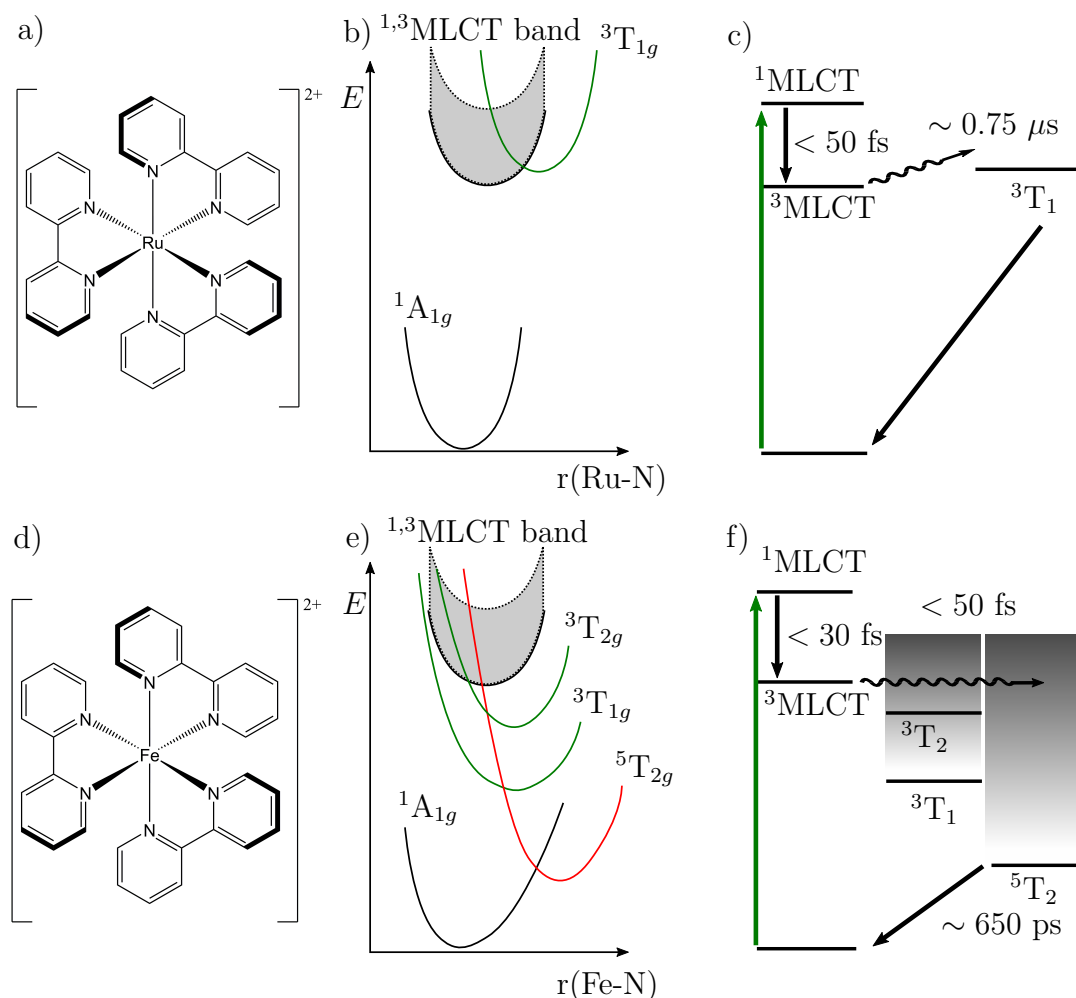 a)
2+
N
N
N
N
N
N
Ru
b)
1,3MLCT band
3T1g
E
1A1g
r(Ru-N)
c)
1MLCT
< 50 fs
∼ 0.75 μs
3MLCT
3T1
d)
2+
N
N
N
N
N
N
Fe
e)
1,3MLCT band
E
3T2g
3T1g
5T2g
1A1g
r(Fe-N)
f)
1MLCT
< 50 fs
< 30 fs
3MLCT
3T2
3T1
5T2
∼ 650 ps